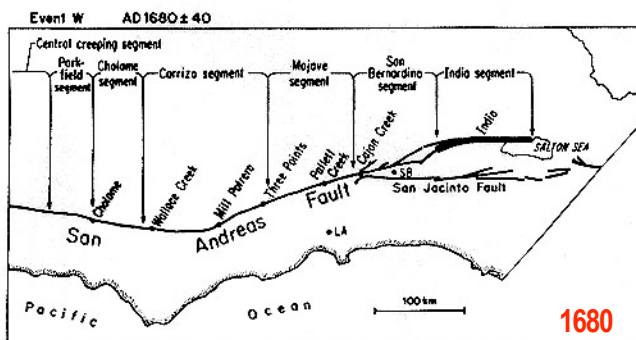 Event W AD 1680 ± 40
Central creeping segment
Park-
field
segment
Cholame
segment
Carrizo segment
Mojave
segment
San
Bernardino
segment
Indio segment
Cholame
Wallace Creek
Mill Potrero
Three Points
Pallett
Creek
Cajon Creek
Indio
SALTON SEA
SB
San Jacinto Fault
San Andreas Fault
LA
Pacific Ocean
100 km
1680